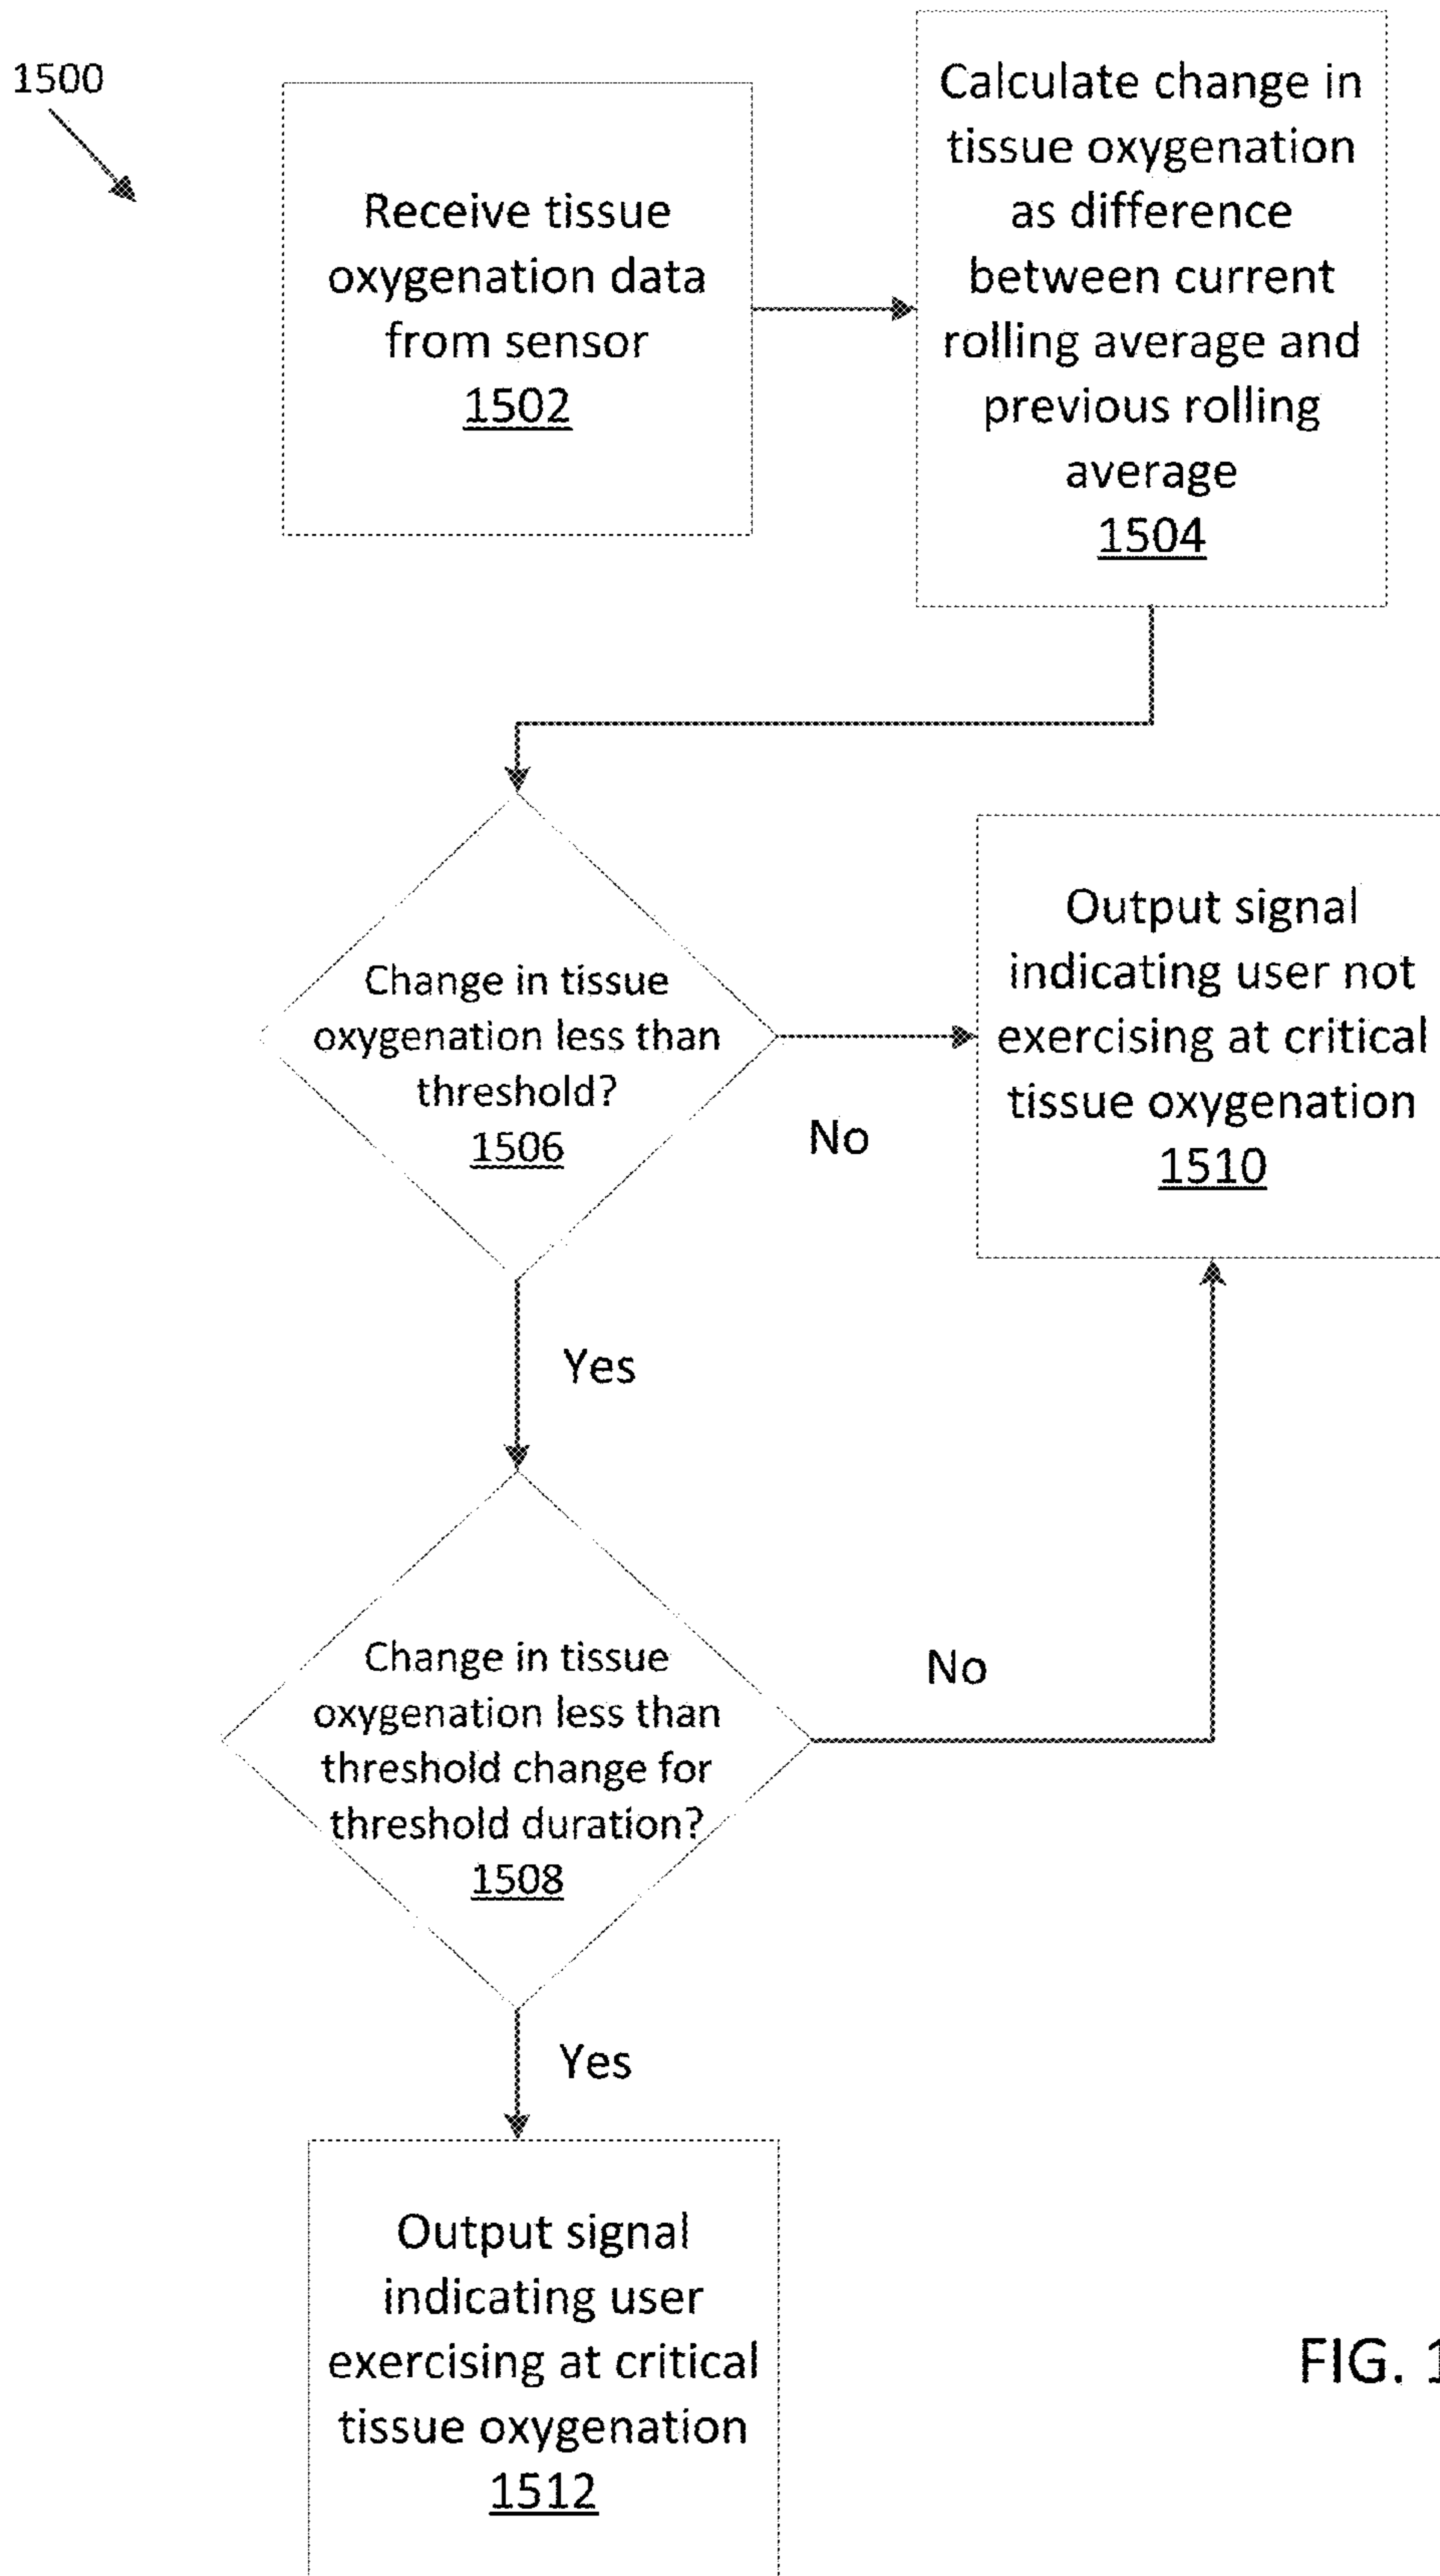 1500
Receive tissue
oxygenation data
from sensor
1502
Calculate change in
tissue oxygenation
as difference
between current
rolling average and
previous rolling
average
1504
Change in tissue
oxygenation less than
threshold?
1506
No
Output signal
indicating user not
exercising at critical
tissue oxygenation
1510
Yes
Change in tissue
oxygenation less than
threshold change for
threshold duration?
1508
No
Yes
Output signal
indicating user
exercising at critical
tissue oxygenation
1512
FIG.